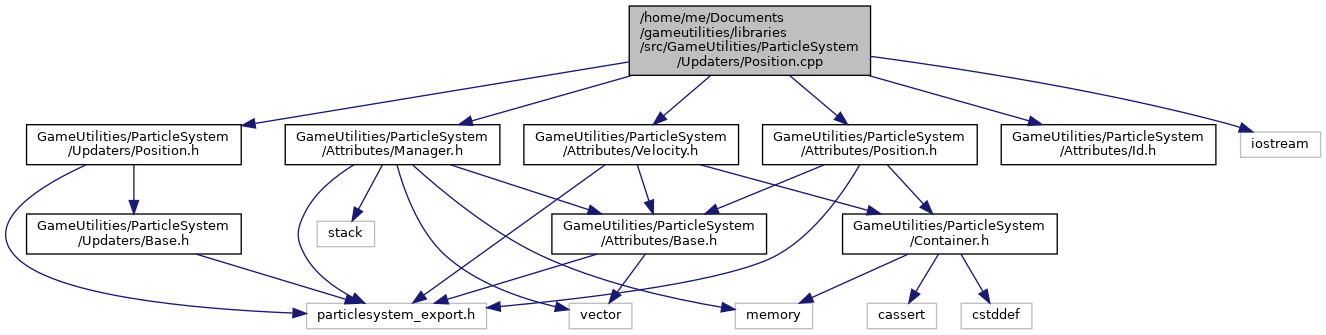 /home/me/Documents
/gameutilities/libraries
/src/GameUtilities/ParticleSystem
/Updaters/Position.cpp
GameUtilities/ParticleSystem
/Updaters/Position.h
GameUtilities/ParticleSystem
/Attributes/Manager.h
GameUtilities/ParticleSystem
/Attributes/Velocity.h
GameUtilities/ParticleSystem
/Attributes/Position.h
GameUtilities/ParticleSystem
/Attributes/Id.h
iostream
GameUtilities/ParticleSystem
/Updaters/Base.h
stack
GameUtilities/ParticleSystem
/Attributes/Base.h
GameUtilities/ParticleSystem
/Container.h
particlesystem_export.h
vector
memory
cassert
cstddef